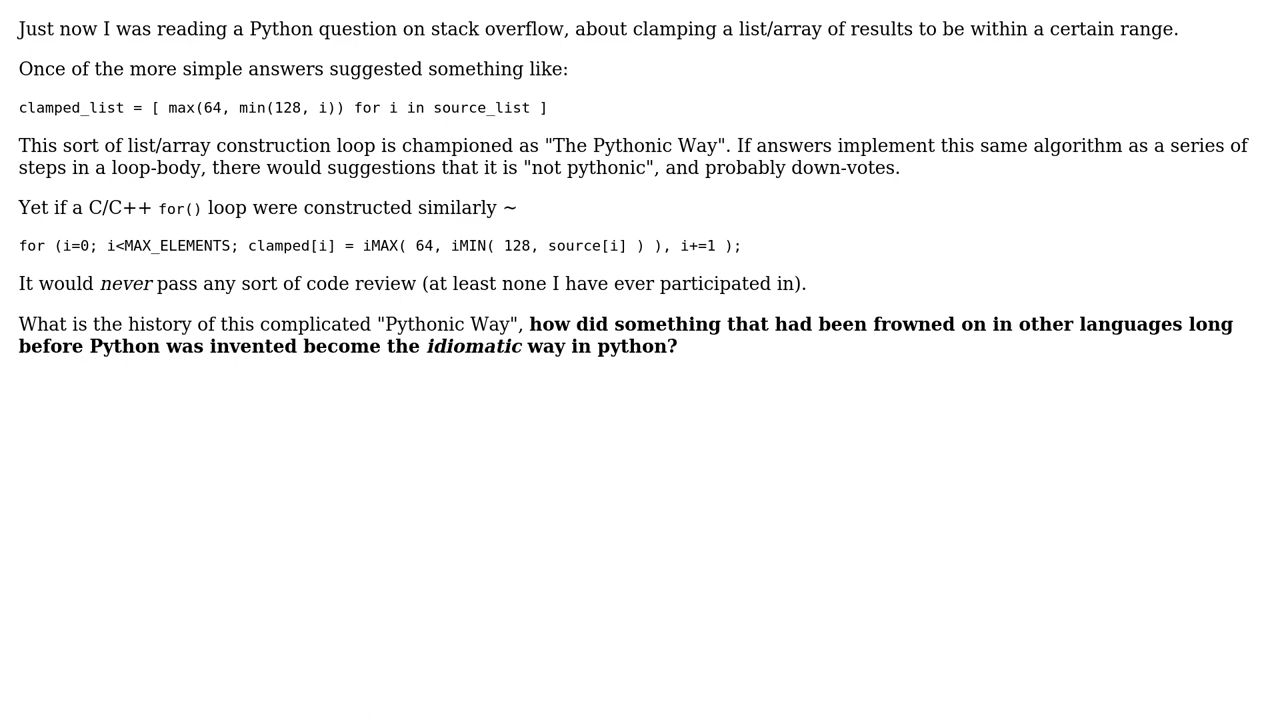 Just now I was reading a Python question on stack overflow, about clamping a list/array of results to be within a certain range.
Once of the more simple answers suggested something like:
clamped_list = [ max(64, min(128, i)) for i in source_list ]
This sort of list/array construction loop is championed as "The Pythonic Way". If answers implement this same algorithm as a series of
steps in a loop-body, there would suggestions that it is "not pythonic", and probably down-votes.
Yet if a C/C++ for() loop were constructed similarly ~
for (i=0; i<MAX_ELEMENTS; clamped[i] = iMAX( 64, iMIN( 128, source[i] ) ), i+=1 );
It would never pass any sort of code review (at least none I have ever participated in).
What is the history of this complicated "Pythonic Way", how did something that had been frowned on in other languages long
before Python was invented become the idiomatic way in python?